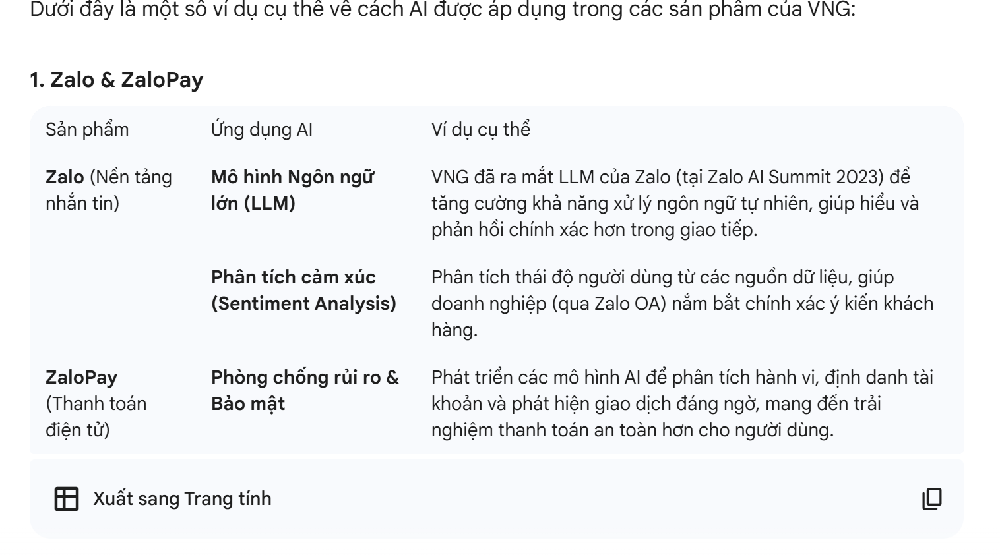 Dưới đây là một số ví dụ cụ thể về cách AI được áp dụng trong các sản phẩm của VNG:
1. Zalo & ZaloPay
Sản phẩm Ứng dụng AI Ví dụ cụ thể
Zalo (Nền tảng
nhắn tin)
Mô hình Ngôn ngữ
lớn (LLM)
VNG đã ra mắt LLM của Zalo (tại Zalo AI Summit 2023) để
tăng cường khả năng xử lý ngôn ngữ tự nhiên, giúp hiểu và
phản hồi chính xác hơn trong giao tiếp.
Phân tích cảm xúc
(Sentiment Analysis)
Phân tích thái độ người dùng từ các nguồn dữ liệu, giúp
doanh nghiệp (qua Zalo OA) nắm bắt chính xác ý kiến khách
hàng.
ZaloPay
(Thanh toán
điện tử)
Phòng chống rủi ro &
Bảo mật
Phát triển các mô hình AI để phân tích hành vi, định danh tài
khoản và phát hiện giao dịch đáng ngờ, mang đến trải
nghiệm thanh toán an toàn hơn cho người dùng.
Xuất sang Trang tính